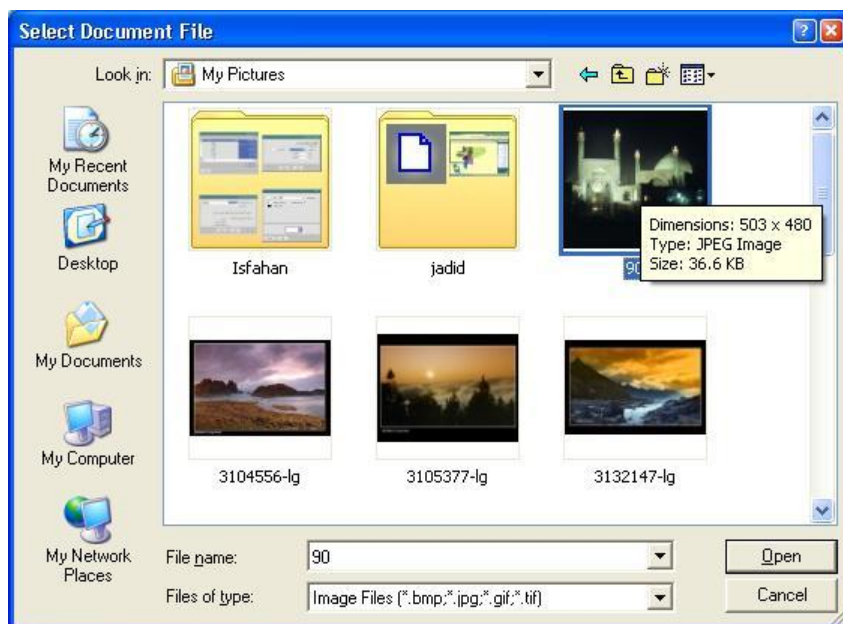 Select Document File
Look in:
My Pictures
My Recent
Documents
Desktop
My Documents
My Computer
My Network
Places
Isfahan
jadid
90
Dimensions: 503 x 480
Type: JPEG Image
Size: 36.6 KB
3104556-lg
3105377-lg
3132147-lg
File name:
90
Open
Files of type:
Image Files (*.bmp;*.jpg;*.gif;*.tif)
Cancel